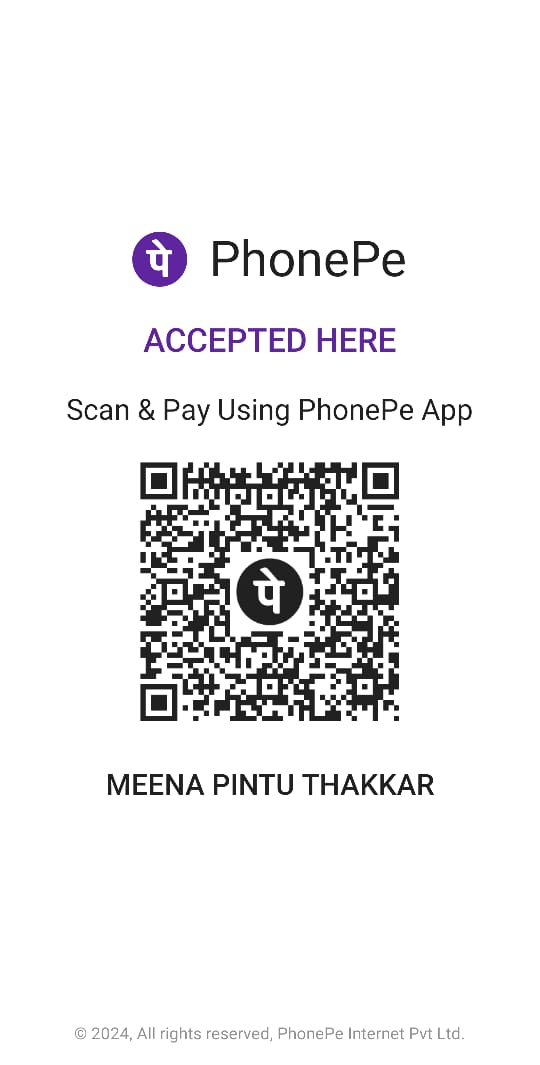 पे PhonePe
ACCEPTED HERE
Scan & Pay Using PhonePe App
पे
MEENA PINTU THAKKAR
© 2024, All rights reserved, PhonePe Internet Pvt Ltd.